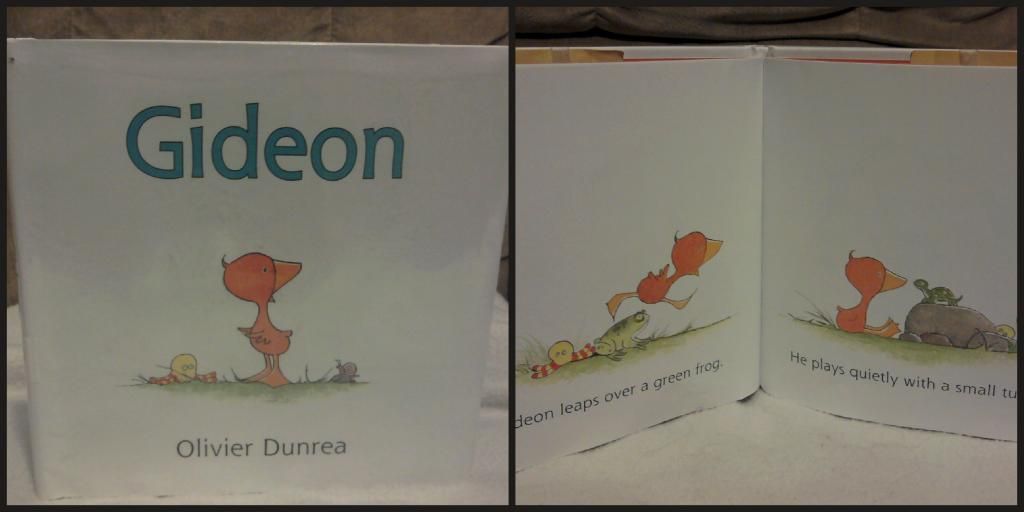 Gideon
Olivier Dunrea
deon leaps over a green frog.
He plays quietly with a small tu